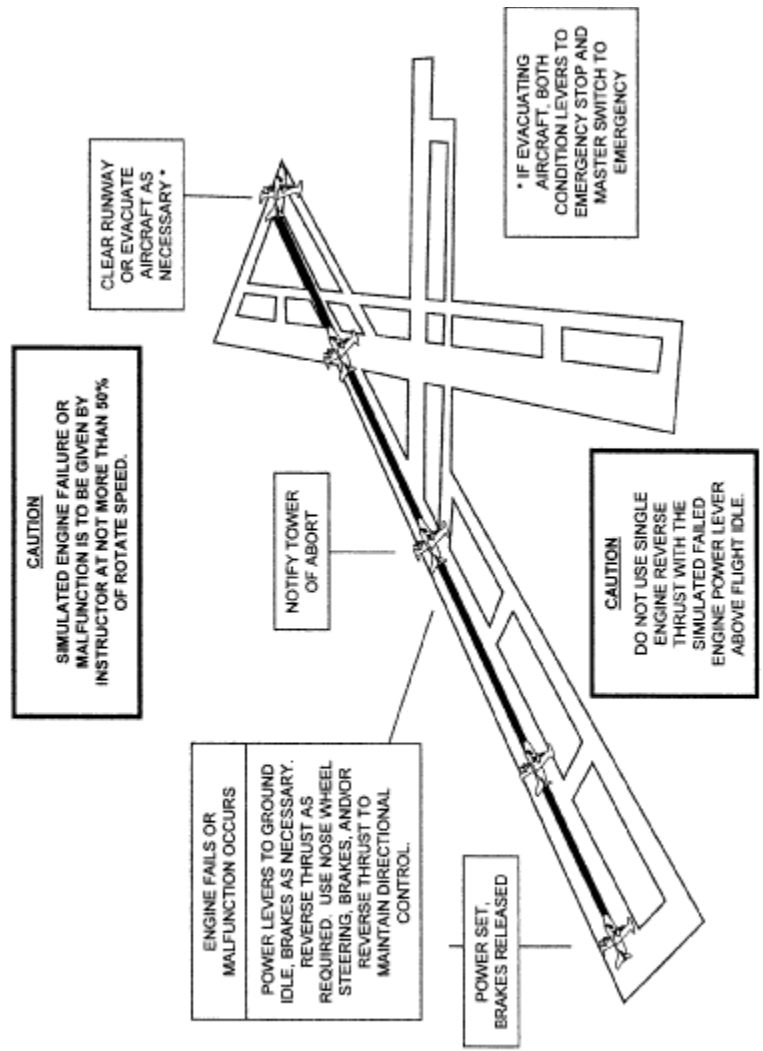 POWER SET,
BRAKES RELEASED
ENGINE FAILS OR
MALFUNCTION OCCURS
POWER LEVERS TO GROUND
IDLE, BRAKES AS NECESSARY.
REVERSE THRUST AS
REQUIRED. USE NOSE WHEEL
STEERING, BRAKES, AND/OR
REVERSE THRUST TO
MAINTAIN DIRECTIONAL
CONTROL.
NOTIFY TOWER
OF ABORT
CLEAR RUNWAY
OR EVACUATE
AIRCRAFT AS
NECESSARY *
CAUTION
SIMULATED ENGINE FAILURE OR
MALFUNCTION IS TO BE GIVEN BY
INSTRUCTOR AT NOT MORE THAN 50%
OF ROTATE SPEED.
CAUTION
DO NOT USE SINGLE
ENGINE REVERSE
THRUST WITH THE
SIMULATED FAILED
ENGINE POWER LEVER
ABOVE FLIGHT IDLE.
* IF EVACUATING
AIRCRAFT, BOTH
CONDITION LEVERS TO
EMERGENCY STOP AND
MASTER SWITCH TO
EMERGENCY